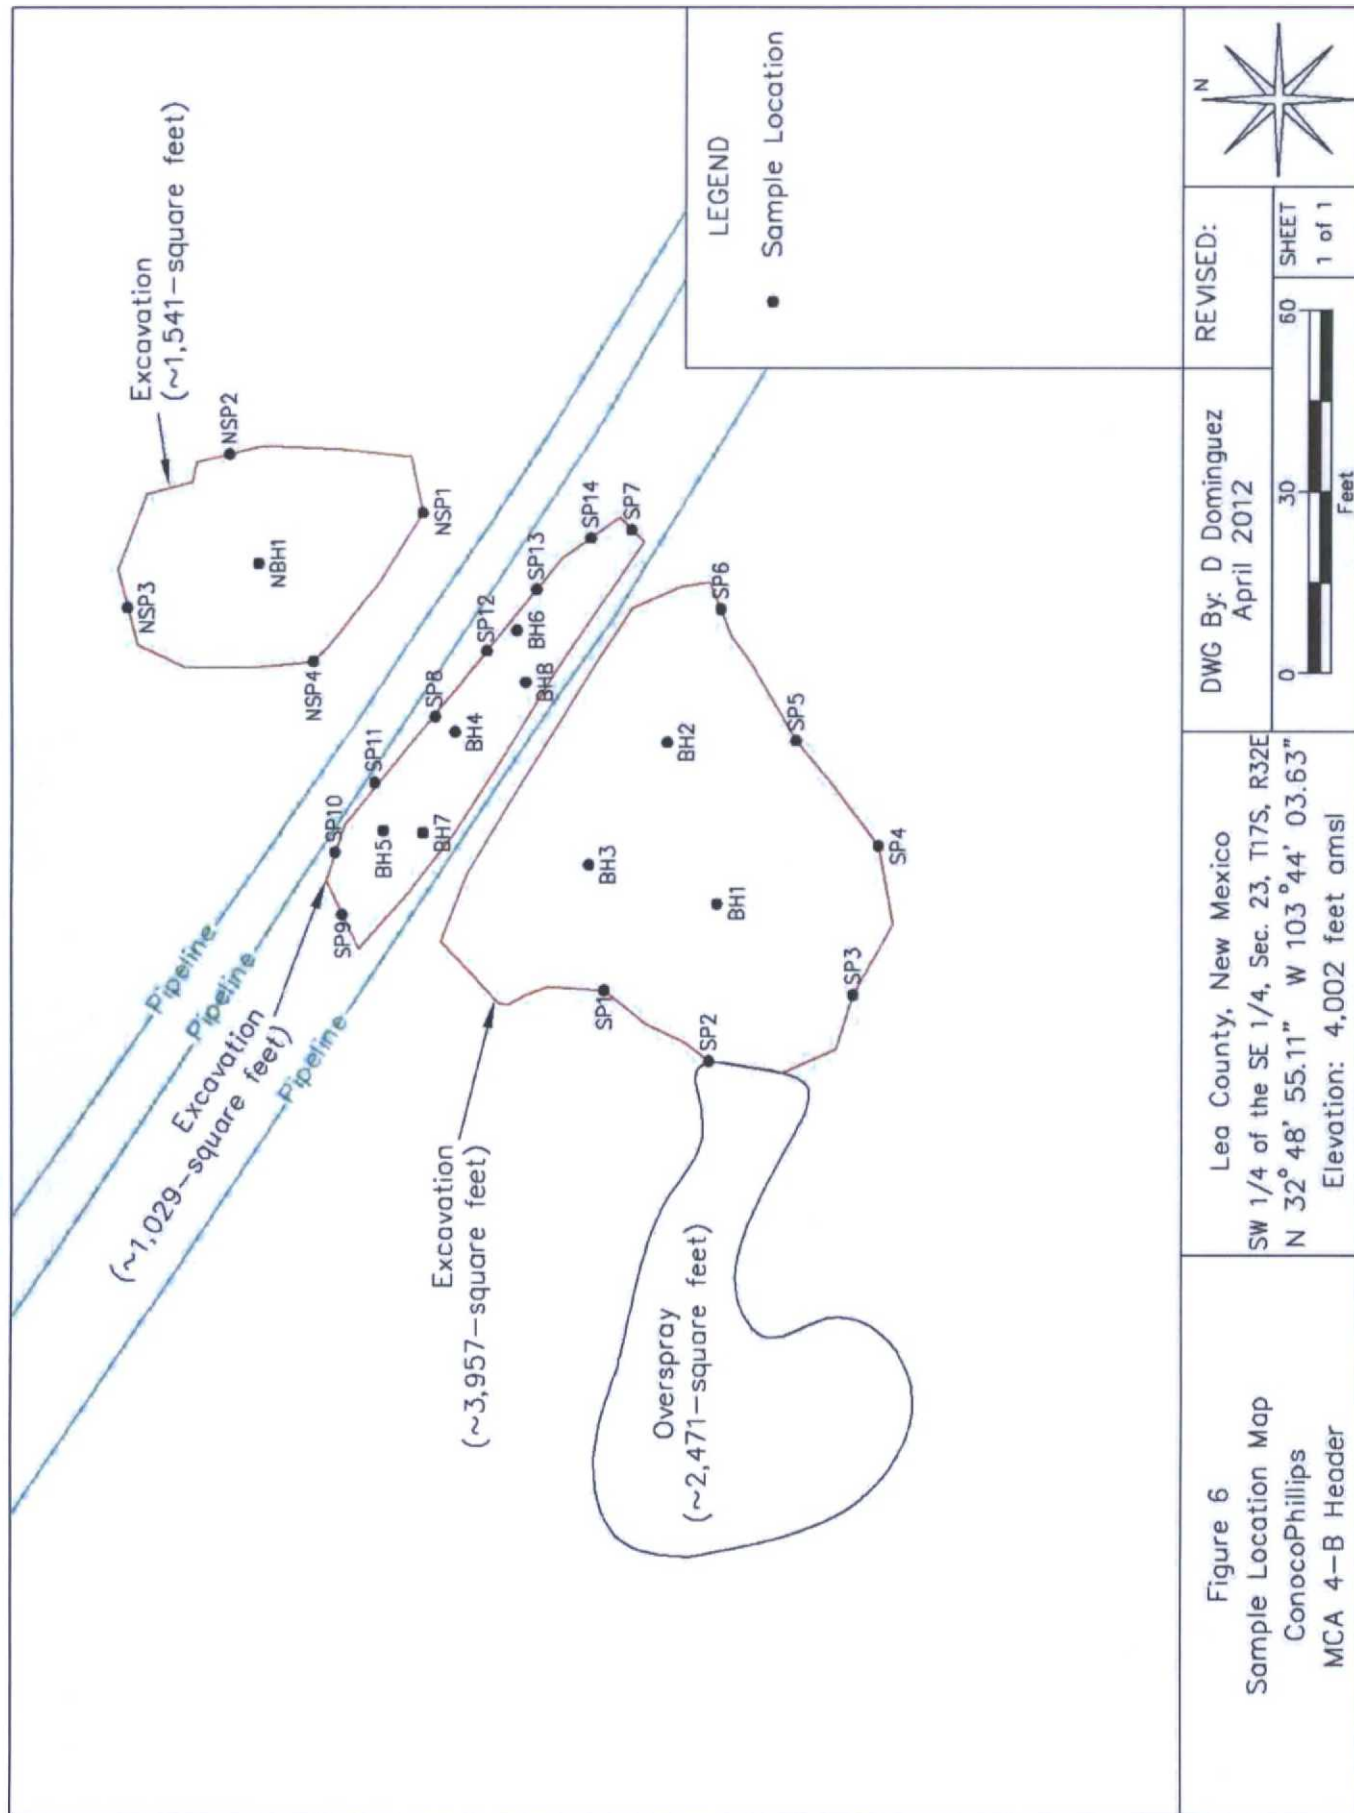 Pipeline
Pipeline
Pipeline
Excavation
(~1,029-square feet)
Excavation
(~1,541-square feet)
NSP3
NSP2
NBH1
NSP4
NSP1
SP10
SP9
SP11
BH5
BH7
SP8
BH4
SP12
BH6
BH8
SP13
SP14
SP7
Excavation
(~3,957-square feet)
SP1
SP2
SP3
SP4
SP5
SP6
BH3
BH1
BH2
Overspray
(~2,471-square feet)
LEGEND
Sample Location
Figure 6
Sample Location Map
ConocoPhillips
MCA 4-B Header
Lea County, New Mexico
SW 1/4 of the SE 1/4, Sec. 23, T17S, R32E
N 32° 48' 55.11" W 103° 44' 03.63"
Elevation: 4,002 feet amsl
DWG By: D Dominguez
April 2012
REVISED:
0 30 60
Feet
SHEET
1 of 1
N